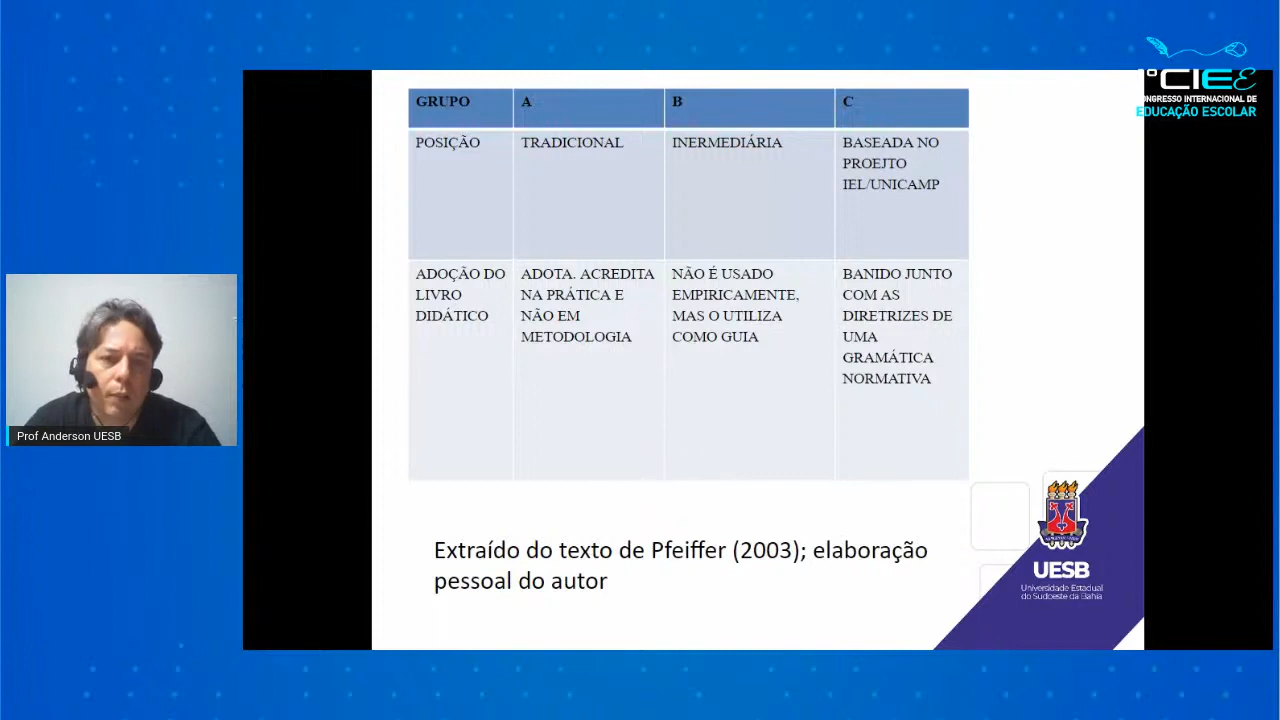 CIEE
CONGRESSO INTERNACIONAL DE
EDUCAÇÃO ESCOLAR
GRUPO A B C
POSIÇÃO TRADICIONAL INERMEDIÁRIA BASEADA NO
PROEJTO
IEL/UNICAMP
ADOÇÃO DO ADOTA. ACREDITA NÃO É USADO BANIDO JUNTO
LIVRO NA PRÁTICA E EMPIRICAMENTE, COM AS
DIDÁTICO NÃO EM MAS O UTILIZA DIRETRIZES DE
METODOLOGIA COMO GUIA UMA
GRAMÁTICA
NORMATIVA
Prof Anderson UESB
Extraído do texto de Pfeiffer (2003); elaboração
pessoal do autor
UESB
Universidade Estadual
do Sudoeste da Bahia